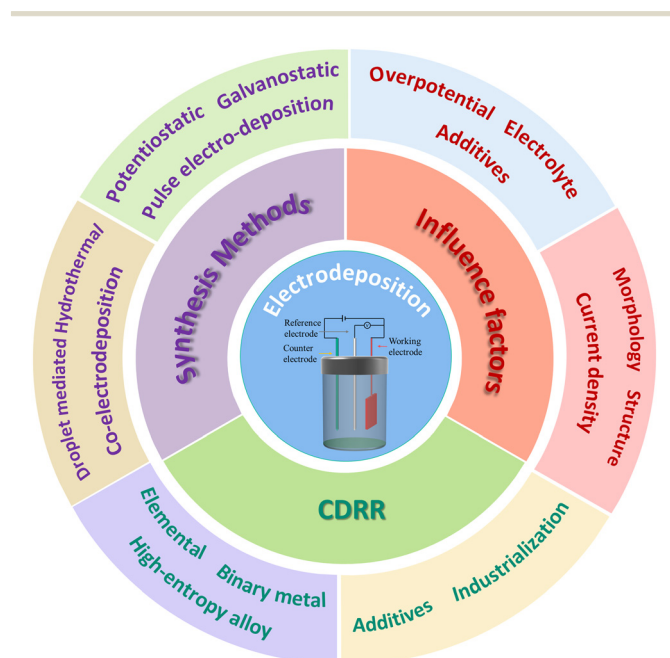 Potentiostatic Galvanostatic
Pulse electro-deposition
Overpotential Electrolyte
Additives
Synthesis Methods
Influence factors
Electrodeposition
Reference
electrode
Counter
electrode
Working
electrode
V
Droplet mediated Hydrothermal
Co-electrodeposition
Morphology Structure
Current density
CDRR
Elemental Binary metal
High-entropy alloy
Additives Industrialization